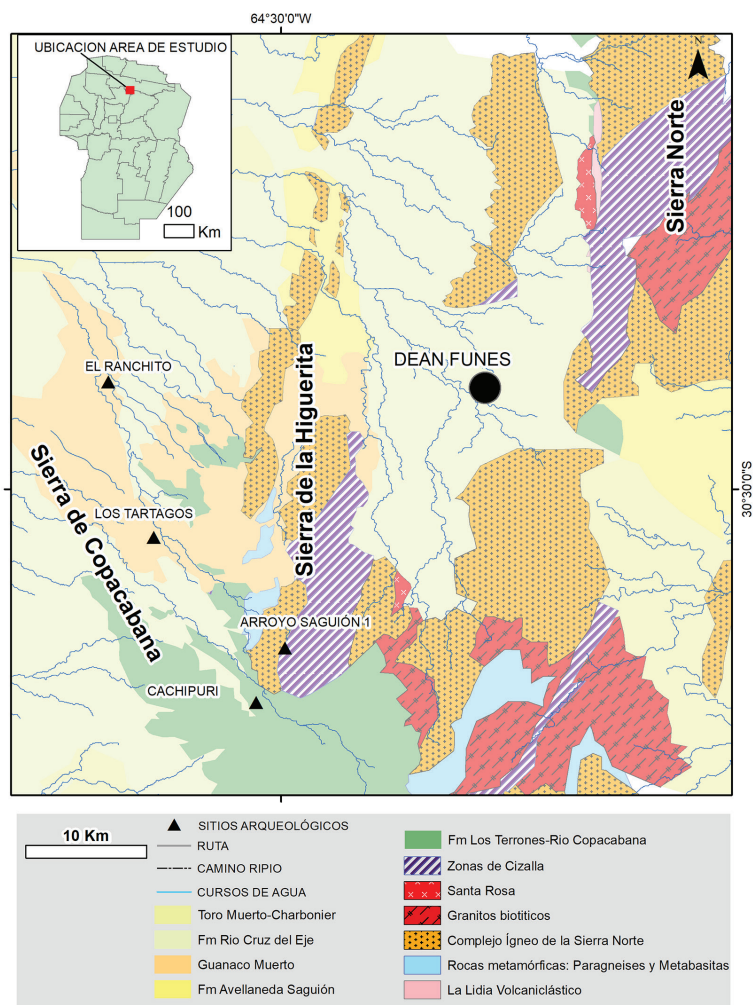 64°30'0"W
UBICACION AREA DE ESTUDIO
100
Km
N
Sierra Norte
EL RANCHITO
DEAN FUNES
Sierra de la Higuerita
Sierra de Copacabana
30°30'0"S
LOS TARTAGOS
ARROYO SAGUIÓN 1
CACHIPURI
10 Km
SITIOS ARQUEOLÓGICOS
RUTA
CAMINO RIPIO
CURSOS DE AGUA
Toro Muerto-Charbonier
Fm Rio Cruz del Eje
Guanaco Muerto
Fm Avellaneda Saguión
Fm Los Terrones-Rio Copacabana
Zonas de Cizalla
Santa Rosa
Granitos biotiticos
Complejo Ígneo de la Sierra Norte
Rocas metamórficas: Paragneises y Metabasitas
La Lidia Volcaniclástico